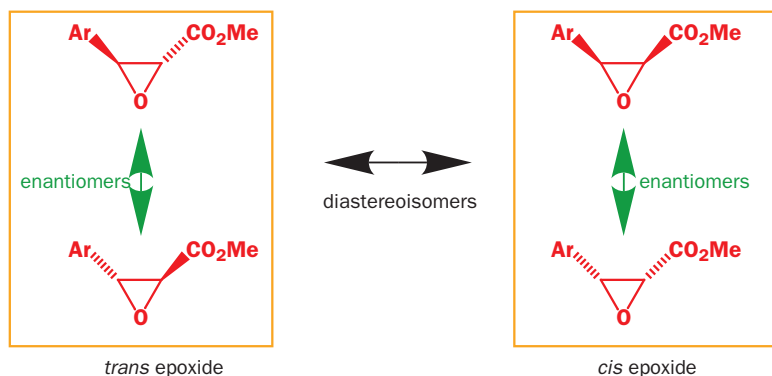 Ar CO₂Me Ar CO₂Me
O O
enantiomers enantiomers
diastereoisomers
Ar CO₂Me Ar CO₂Me
O O
trans epoxide cis epoxide